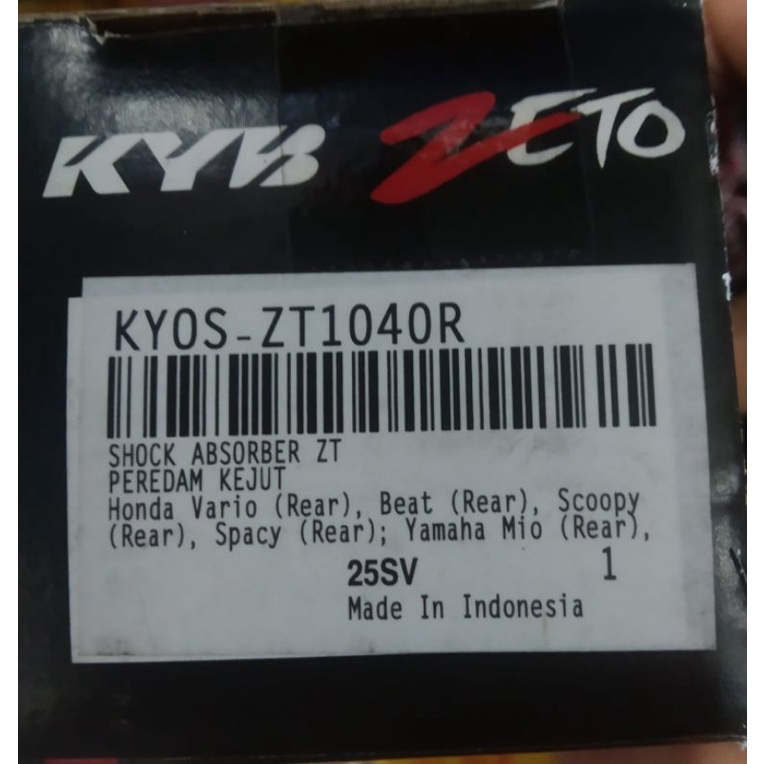 KYB ZETO
KYOS-ZT1040R
SHOCK ABSORBER ZT
PEREDAM KEJUT
Honda Vario (Rear), Beat (Rear), Scoopy
(Rear), Spacy (Rear); Yamaha Mio (Rear),
25SV 1
Made In Indonesia